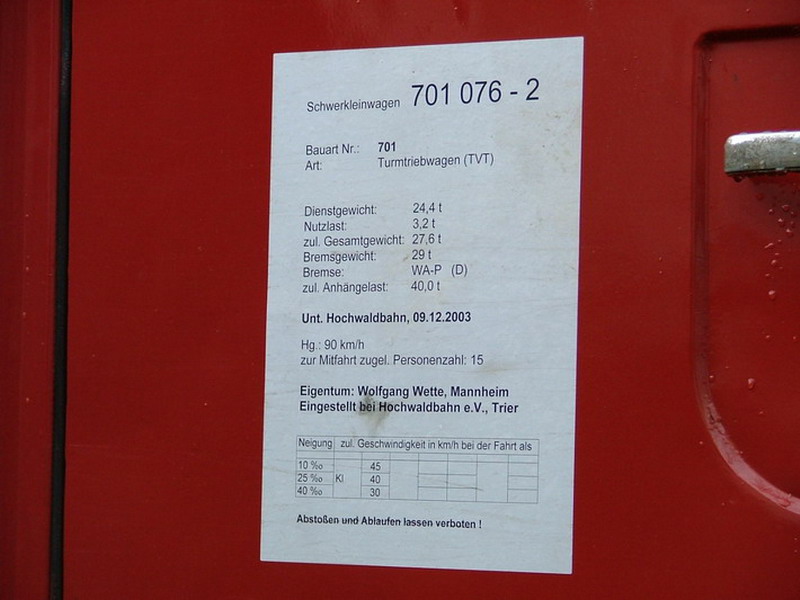 Schwerkleinwagen 701 076 - 2
Bauart Nr.: 701
Art: Turmtriebwagen (TVT)
Dienstgewicht: 24,4 t
Nutzlast: 3,2 t
zul. Gesamtgewicht: 27,6 t
Bremsgewicht: 29 t
Bremse: WA-P (D)
zul. Anhängelast: 40,0 t
Unt. Hochwaldbahn, 09.12.2003
Hg.: 90 km/h
zur Mitfahrt zugel. Personenzahl: 15
Eigentum: Wolfgang Wette, Mannheim
Eingestellt bei Hochwaldbahn e.V., Trier
Neigung zul. Geschwindigkeit in km/h bei der Fahrt als
10 ‰ 45
25 ‰ Kl 40
40 ‰ 30
Abstoßen und Ablaufen lassen verboten !